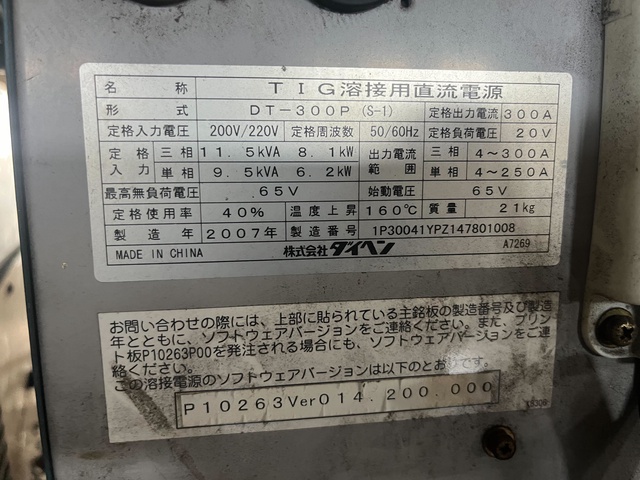 名称 TIG溶接用直流電源
形式 DT-300P (S-1) 定格出力電流 300A
定格入力電圧 200V/220V 定格周波数 50/60Hz 定格負荷電圧 20V
定格入力 三相 11.5kVA 8.1kW 出力電流範囲 三相 4~300A
単相 9.5kVA 6.2kW 単相 4~250A
最高無負荷電圧 65V 始動電圧 65V
定格使用率 40% 温度上昇 160℃ 質量 21kg
製造年 2007年 製造番号 1P30041YPZ147801008
MADE IN CHINA 株式会社ダイヘン A7269
お問い合わせの際には、上部に貼られている主銘板の製造番号及び製造
年とともに、ソフトウェアバージョンをご連絡ください。また、プリン
ト板P10263P00を発注される場合にも、ソフトウェアバージョンをご連
絡ください。
この溶接電源のソフトウェアバージョンは以下のとおりです。
P10263Ver014.200.000